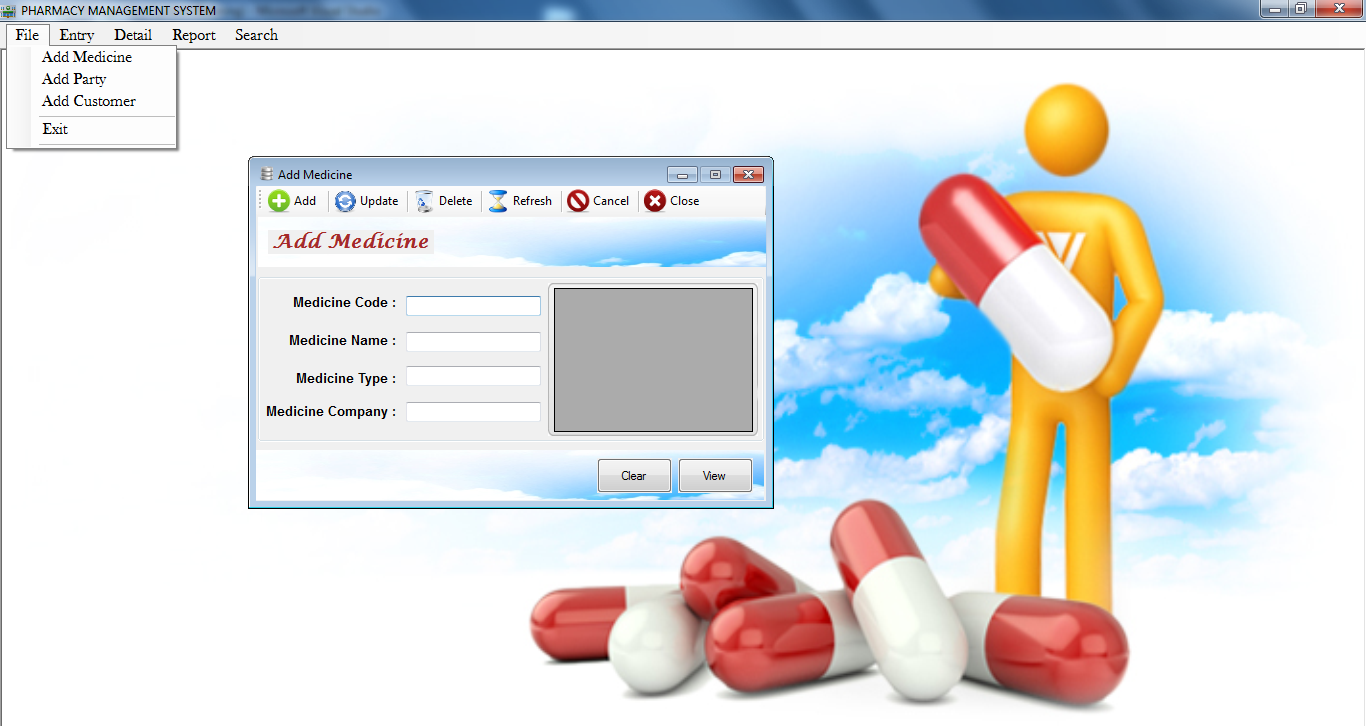 PHARMACY MANAGEMENT SYSTEM
File Entry Detail Report Search
Add Medicine
Add Party
Add Customer
Exit
Add Medicine
Add Update Delete Refresh Cancel Close
Add Medicine
Medicine Code :
Medicine Name :
Medicine Type :
Medicine Company :
Clear View